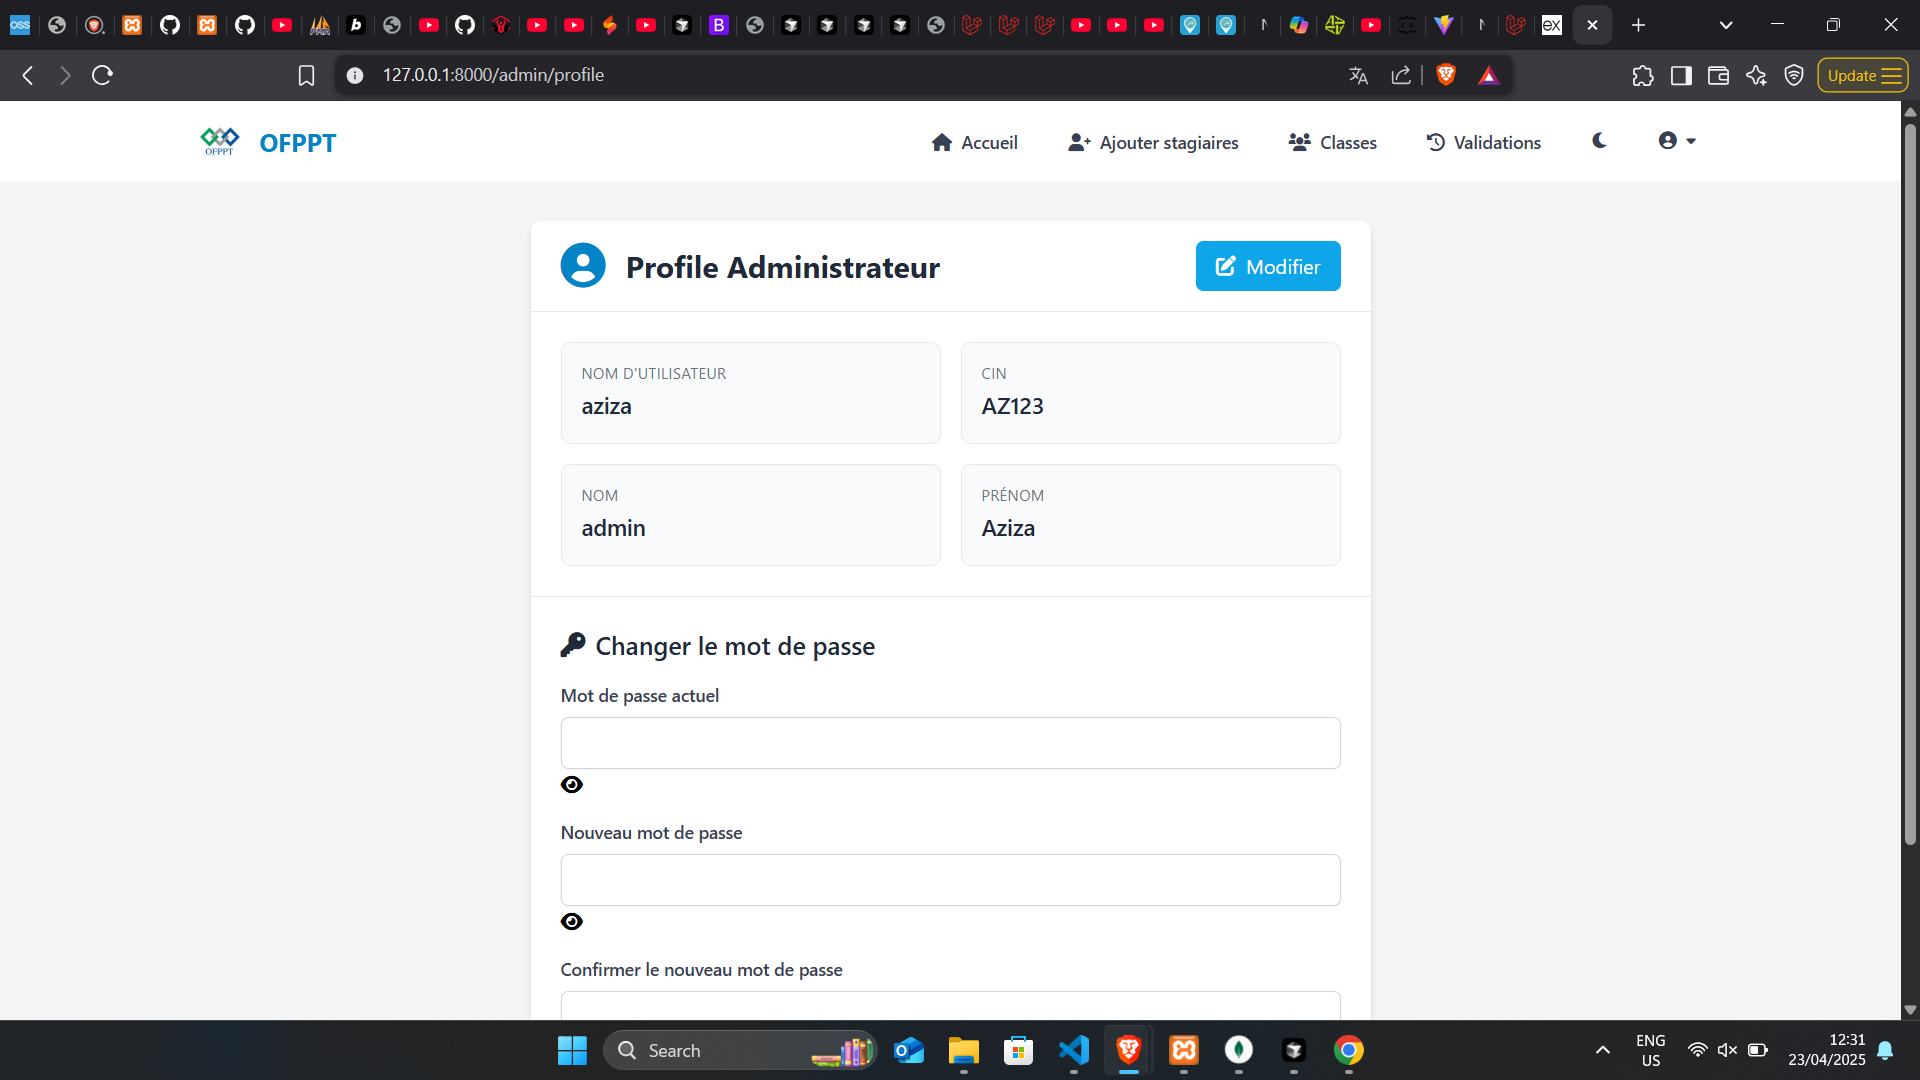 OSS
B
N
N
ex
127.0.0.1:8000/admin/profile
Update
OFPPT
OFPPT
Accueil
Ajouter stagiaires
Classes
Validations
Profile Administrateur
Modifier
NOM D'UTILISATEUR
aziza
CIN
AZ123
NOM
admin
PRÉNOM
Aziza
Changer le mot de passe
Mot de passe actuel
Nouveau mot de passe
Confirmer le nouveau mot de passe
Search
ENG
US
12:31
23/04/2025